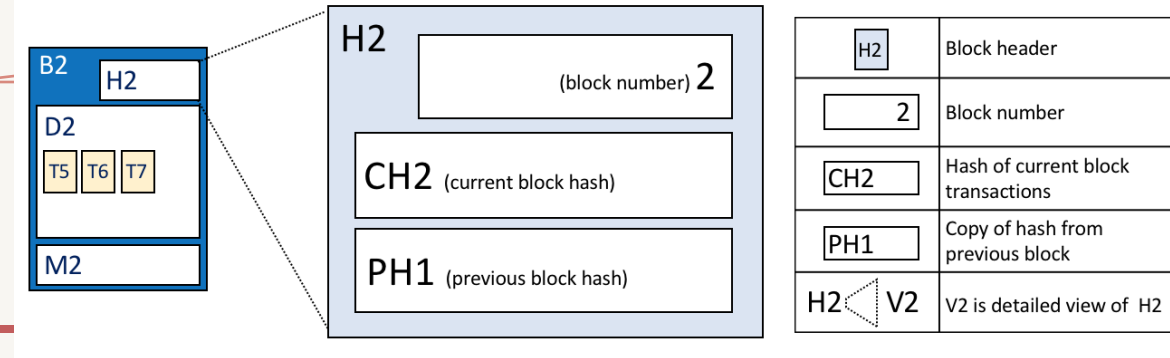 B2
H2
D2
T5 T6 T7
M2
H2
(block number) 2
CH2 (current block hash)
PH1 (previous block hash)
H2 Block header
2 Block number
CH2 Hash of current block
transactions
PH1 Copy of hash from
previous block
H2 V2 V2 is detailed view of H2